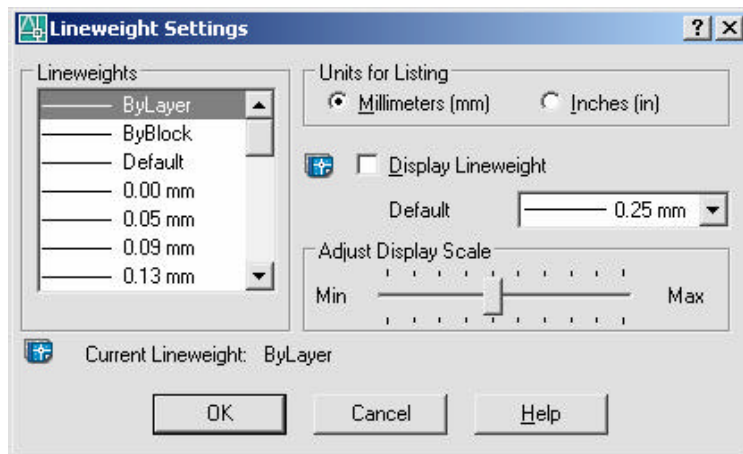 Lineweight Settings
Lineweights
ByLayer
ByBlock
Default
0.00 mm
0.05 mm
0.09 mm
0.13 mm
Units for Listing
Millimeters (mm) Inches (in)
Display Lineweight
Default 0.25 mm
Adjust Display Scale
Min Max
Current Lineweight: ByLayer
OK Cancel Help